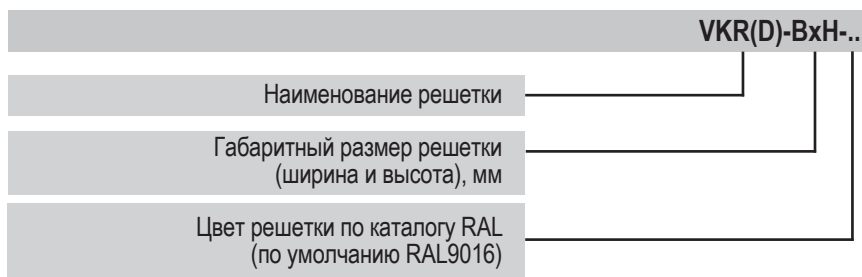 VKR(D)-BxH-..
Наименование решетки
Габаритный размер решетки
(ширина и высота), мм
Цвет решетки по каталогу RAL
(по умолчанию RAL9016)